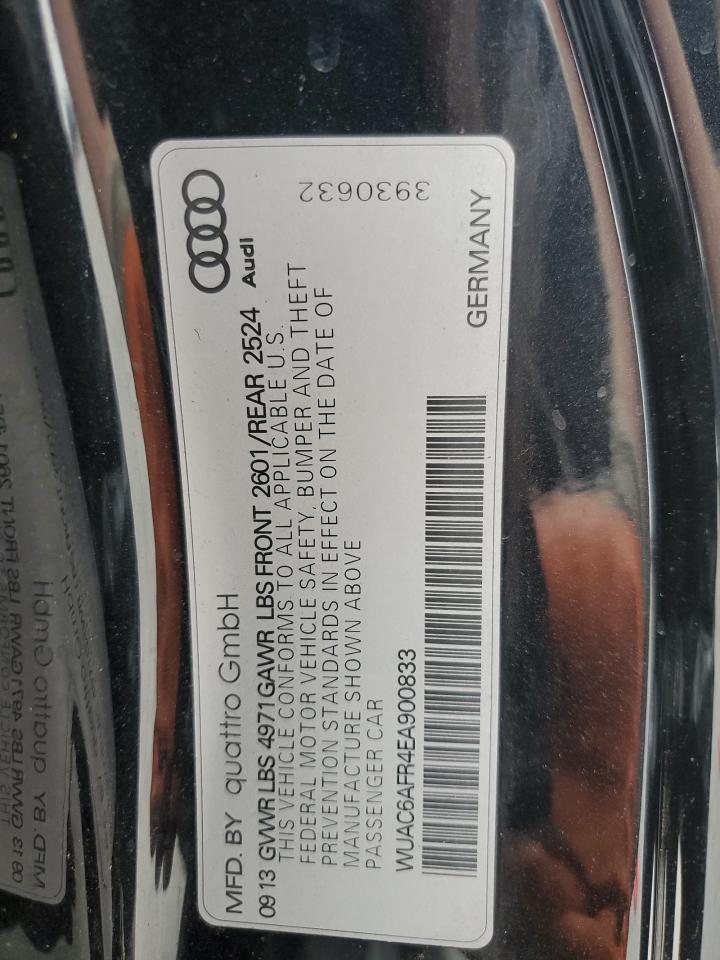 MFD. BY quattro GmbH
09 13 GVWR LBS 4971 GAWR LBS FRONT 2601/REAR 2524
THIS VEHICLE CONFORMS TO ALL APPLICABLE U.S.
FEDERAL MOTOR VEHICLE SAFETY, BUMPER AND THEFT
PREVENTION STANDARDS IN EFFECT ON THE DATE OF
MANUFACTURE SHOWN ABOVE
PASSENGER CAR
WUAC6AFR4EA900833
Audi
3930632
GERMANY